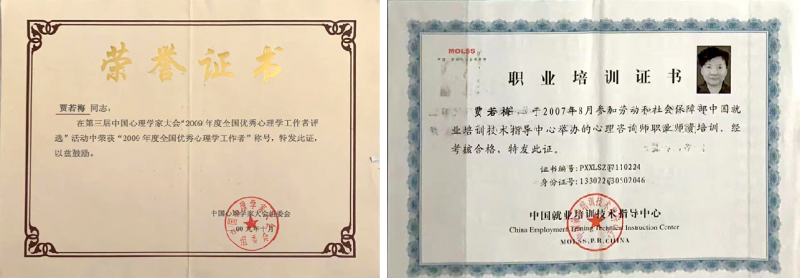 荣誉证书
贾若梅 同志:
在第三届中国心理学家大会“2009年度全国优秀心理学工作者评
选”活动中荣获“2009年度全国优秀心理学工作者”称号,特发此证,
以兹鼓励。
中国心理学家大会组委会
MOLSS
职业培训证书
贾若梅 于2007年8月参加劳动和社会保障部中国就
业培训技术指导中心举办的心理咨询师职业师资培训,经
考核合格,特发此证。
证书编号:
身份证号:
中国就业培训技术指导中心
China Employment Training Technical Instruction Center
MOLSS,P.R.CHINA